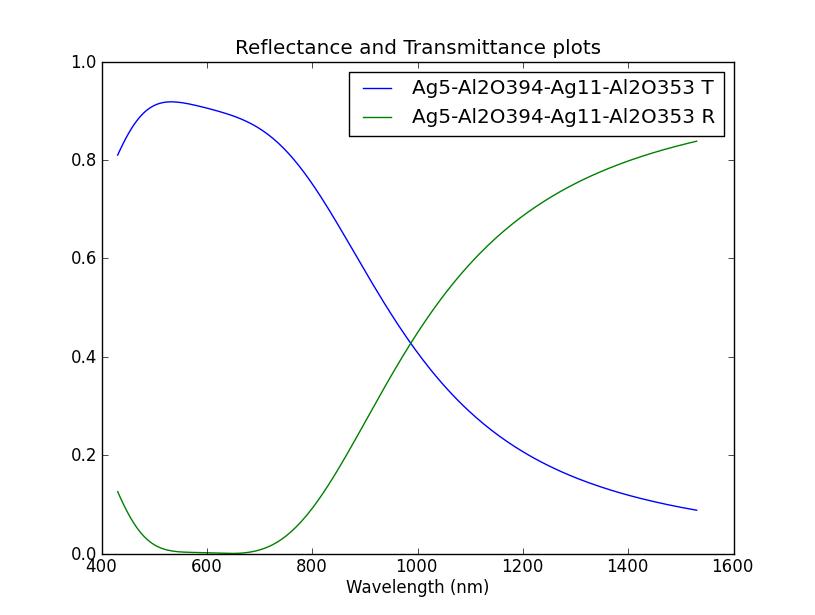 Reflectance and Transmittance plots
1.0
Ag5-Al2O394-Ag11-Al2O353 T
Ag5-Al2O394-Ag11-Al2O353 R
0.8
0.6
0.4
0.2
0.0
400 600 800 1000 1200 1400 1600
Wavelength (nm)